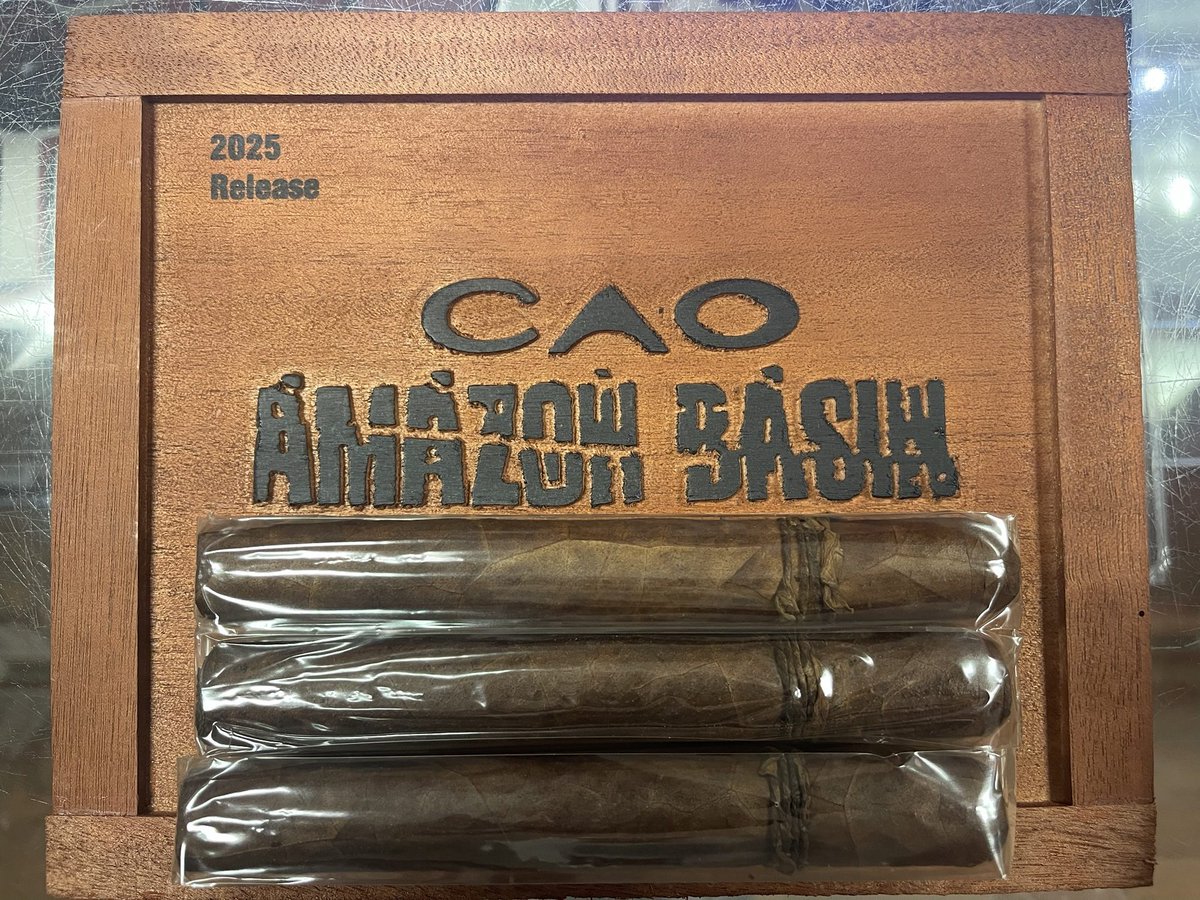 2025
Release
CAO
AMAZON BASIN